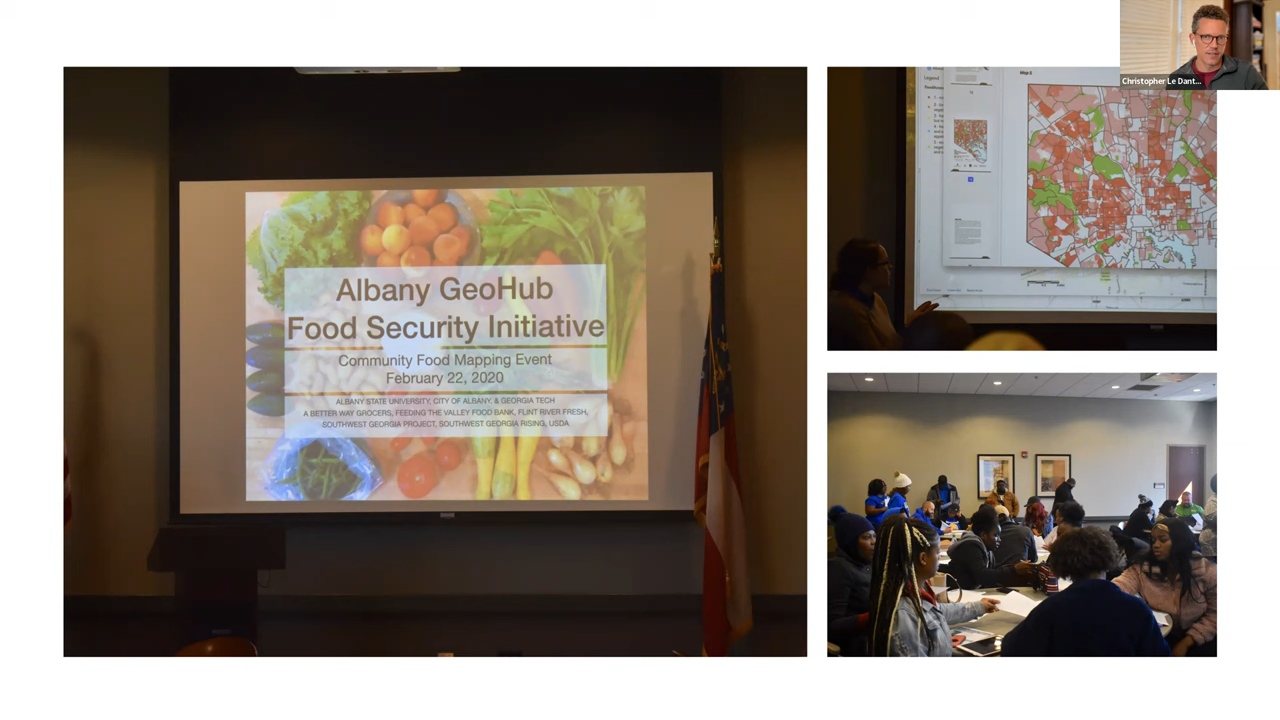 Albany GeoHub
Food Security Initiative
Community Food Mapping Event
February 22, 2020
ALBANY STATE UNIVERSITY, CITY OF ALBANY, & GEORGIA TECH
A BETTER WAY GROCERS, FEEDING THE VALLEY FOOD BANK, FLINT RIVER FRESH,
SOUTHWEST GEORGIA PROJECT, SOUTHWEST GEORGIA RISING, USDA
Legend
Christopher Le Dant...